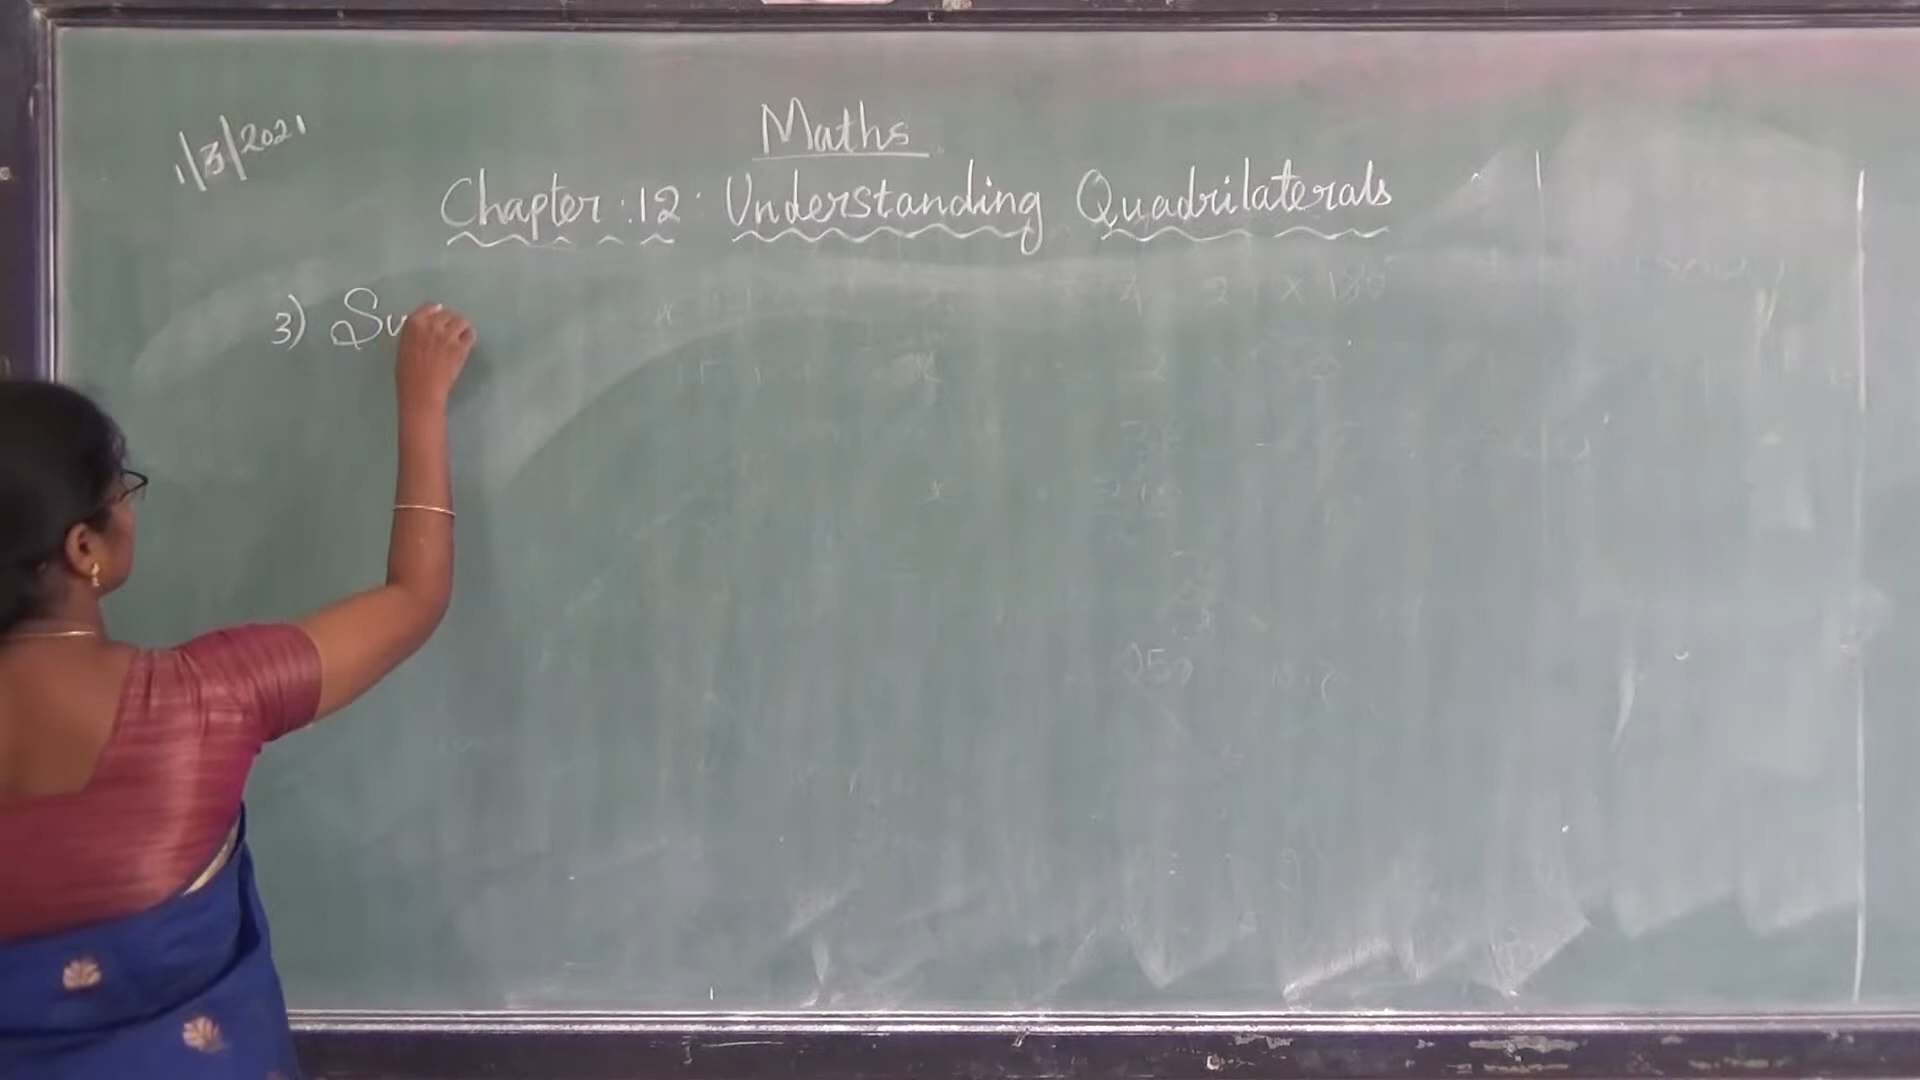 1/3/2021
Maths
Chapter:12: Understanding Quadrilaterals
3) Su